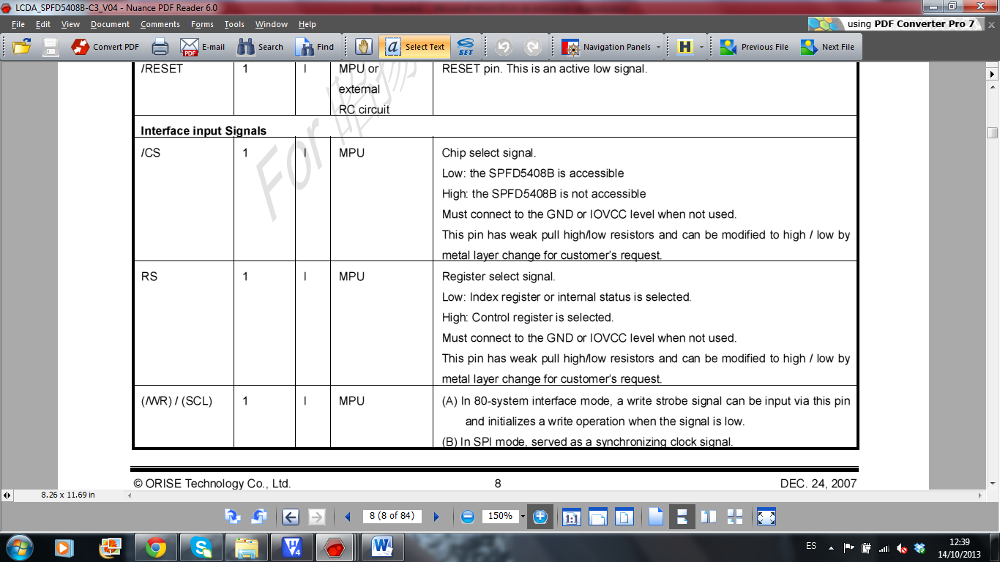 LCDA_SPFD5408B-C3_V04 - Nuance PDF Reader 6.0
File Edit View Document Comments Forms Tools Window Help
using PDF Converter Pro 7
Convert PDF E-mail Search Find Select Text Navigation Panels Previous File Next File
/RESET 1 I MPU or RESET pin. This is an active low signal.
external
RC circuit
Interface input Signals
/CS 1 I MPU Chip select signal.
Low: the SPFD5408B is accessible
High: the SPFD5408B is not accessible
Must connect to the GND or IOVCC level when not used.
This pin has weak pull high/low resistors and can be modified to high / low by
metal layer change for customer's request.
RS 1 I MPU Register select signal.
Low: Index register or internal status is selected.
High: Control register is selected.
Must connect to the GND or IOVCC level when not used.
This pin has weak pull high/low resistors and can be modified to high / low by
metal layer change for customer's request.
(/WR) / (SCL) 1 I MPU (A) In 80-system interface mode, a write strobe signal can be input via this pin
and initializes a write operation when the signal is low.
(B) In SPI mode, served as a synchronizing clock signal.
For
© ORISE Technology Co., Ltd. 8 DEC. 24, 2007
8.26 x 11.69 in
8 (8 of 84) 150%
ES 12:39
14/10/2013